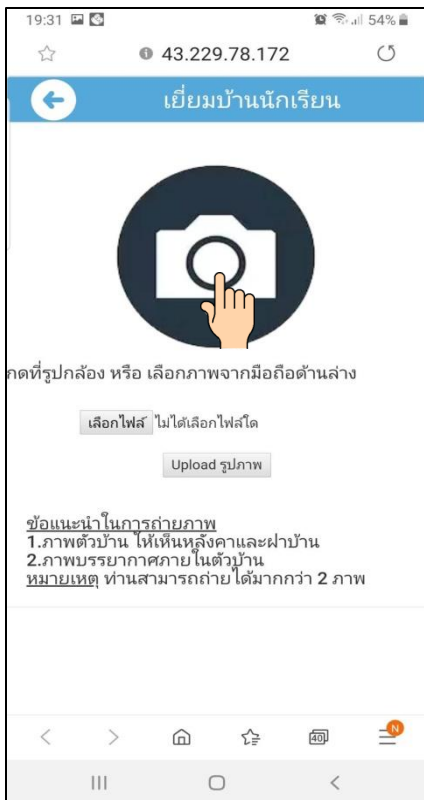 19:31 54%
43.229.78.172
เยี่ยมบ้านนักเรียน
กดที่รูปกล้อง หรือ เลือกภาพจากมือถือด้านล่าง
เลือกไฟล์ ไม่ได้เลือกไฟล์ใด
Upload รูปภาพ
ข้อแนะนำในการถ่ายภาพ
1.ภาพตัวบ้าน ให้เห็นหลังคาและฝาบ้าน
2.ภาพบรรยากาศภายในตัวบ้าน
หมายเหตุ ท่านสามารถถ่ายได้มากกว่า 2 ภาพ
40 N